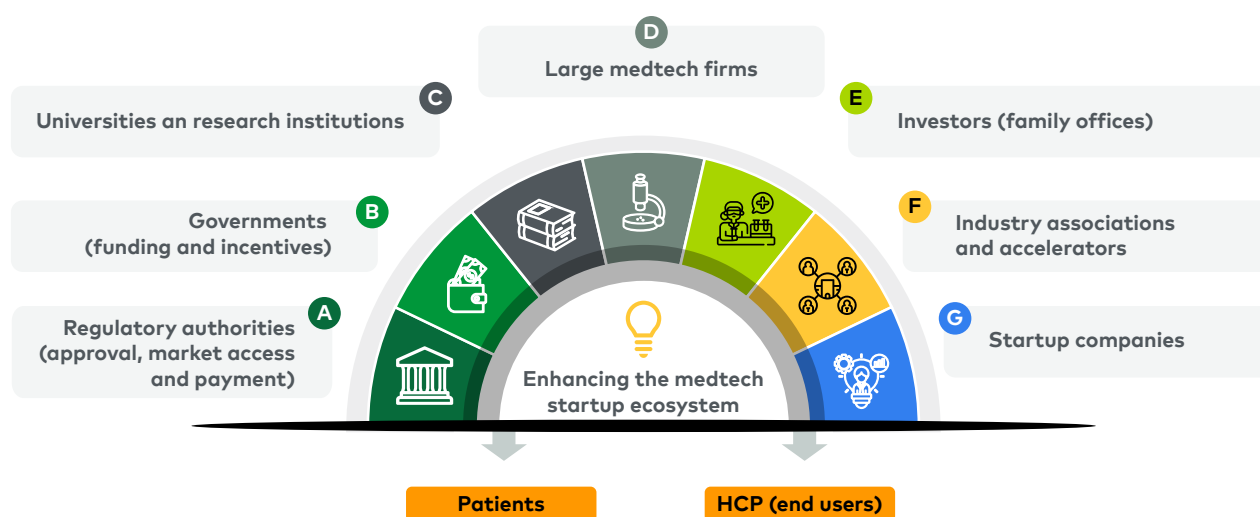 D
Large medtech firms
C
Universities an research institutions
E
Investors (family offices)
B
Governments
(funding and incentives)
F
Industry associations
and accelerators
A
Regulatory authorities
(approval, market access
and payment)
G
Startup companies
Enhancing the medtech
startup ecosystem
Patients
HCP (end users)